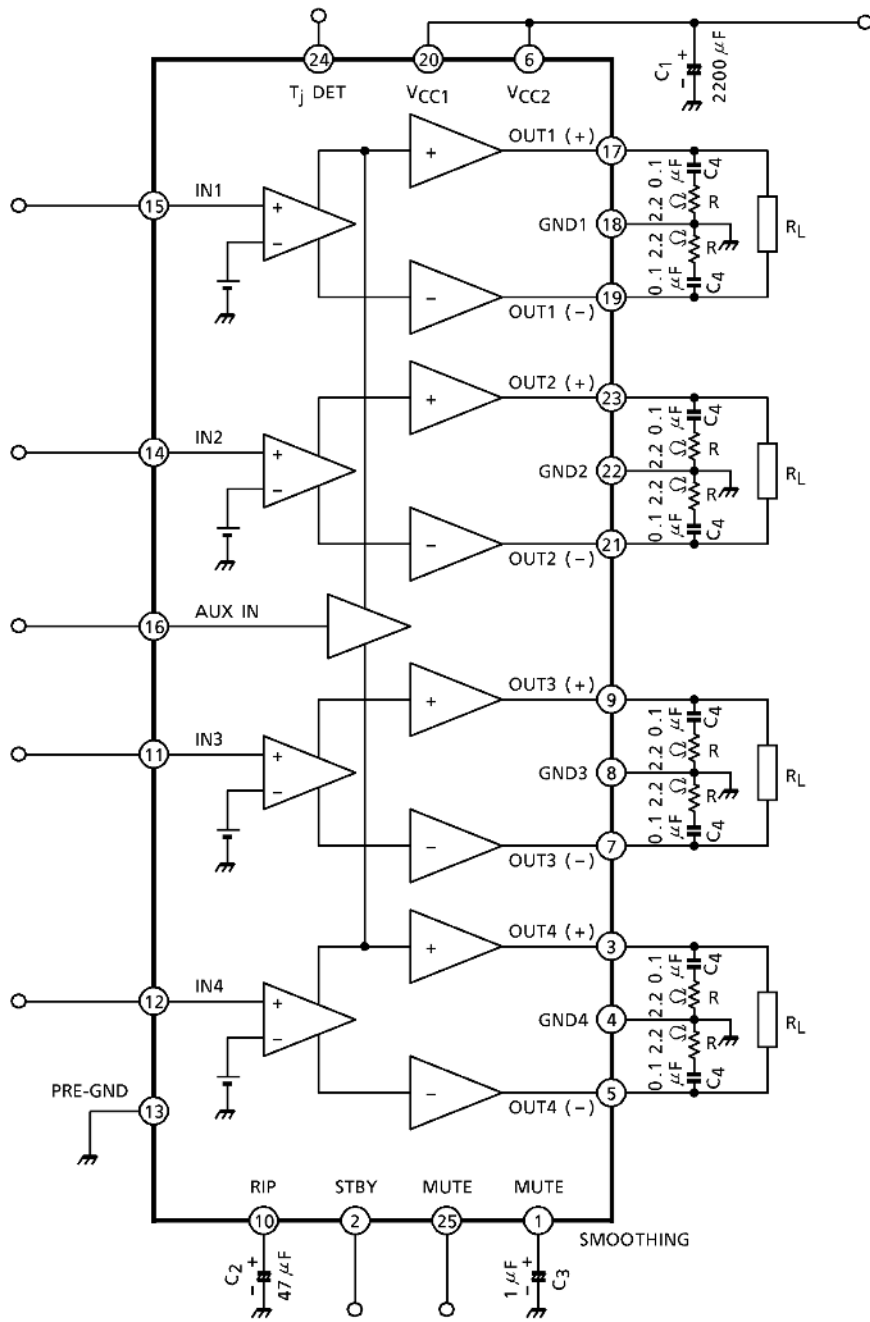 24
20
6
C1
+
-
2200 μF
Tj DET
VCC1
VCC2
OUT1 (+)
17
+
0.1 μF
C4
2.2 Ω
R
15
IN1
+
-
GND1
18
RL
2.2 Ω
R
0.1 μF
C4
-
19
OUT1 (-)
OUT2 (+)
23
+
0.1 μF
C4
2.2 Ω
R
14
IN2
+
-
GND2
22
RL
2.2 Ω
R
0.1 μF
C4
-
21
OUT2 (-)
16
AUX IN
OUT3 (+)
9
+
0.1 μF
C4
2.2 Ω
R
11
IN3
+
-
GND3
8
RL
2.2 Ω
R
0.1 μF
C4
-
7
OUT3 (-)
OUT4 (+)
3
+
0.1 μF
C4
2.2 Ω
R
12
IN4
+
-
GND4
4
RL
2.2 Ω
R
0.1 μF
C4
-
5
OUT4 (-)
PRE-GND
13
RIP
STBY
MUTE
MUTE
10
2
25
1
SMOOTHING
C2
+
-
47 μF
1 μF
+
-
C3